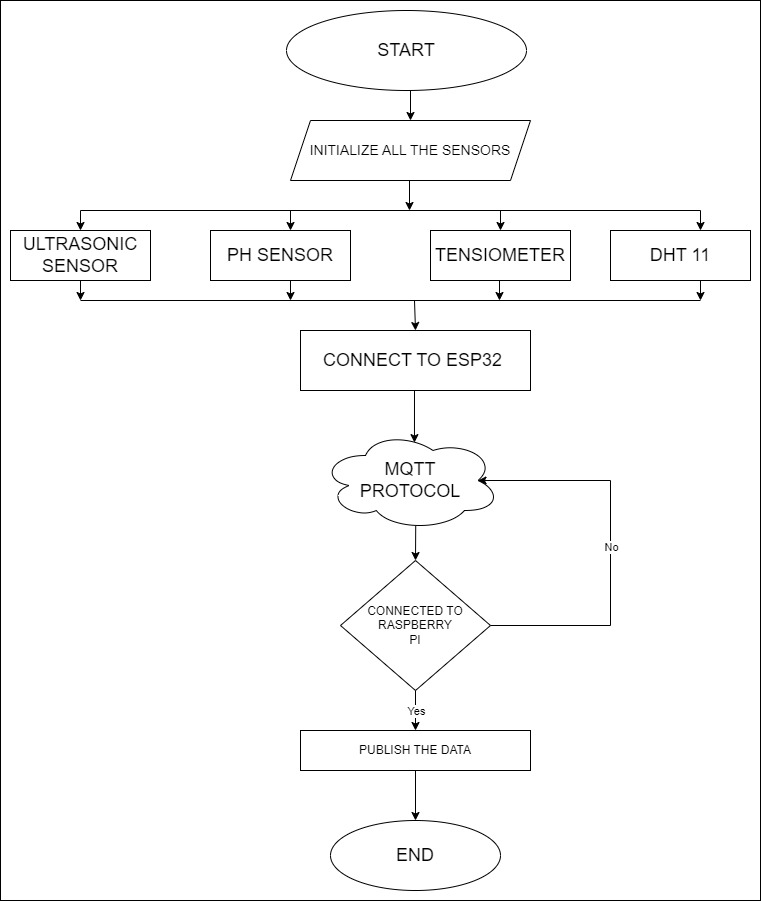 START
INITIALIZE ALL THE SENSORS
ULTRASONIC
SENSOR
PH SENSOR
TENSIOMETER
DHT 11
CONNECT TO ESP32
MQTT
PROTOCOL
No
CONNECTED TO
RASPBERRY
PI
Yes
PUBLISH THE DATA
END